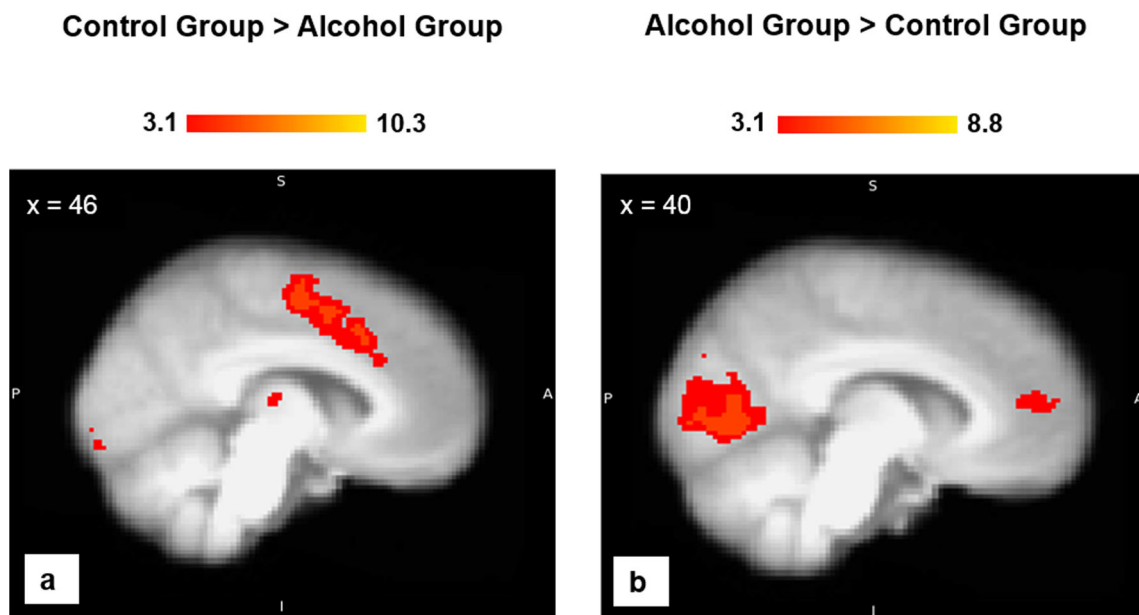 Control Group > Alcohol Group
Alcohol Group > Control Group
3.1 10.3
3.1 8.8
S
x = 46
P
A
I
a
S
x = 40
P
A
I
b